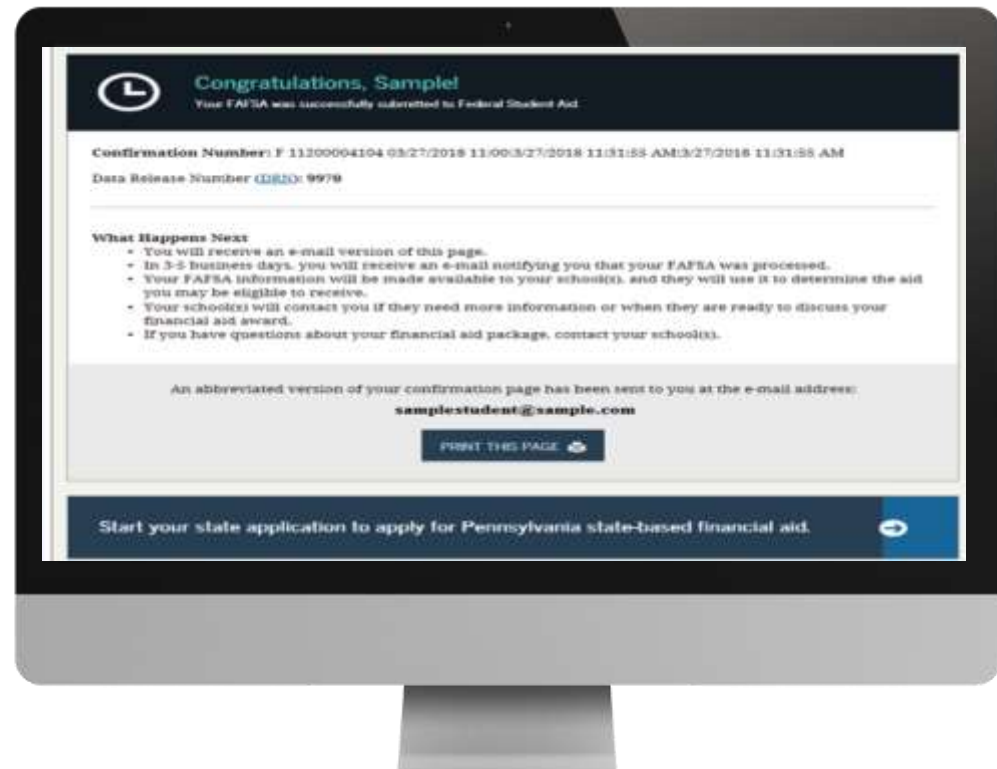 Congratulations, Sample!
Your FAFSA was successfully submitted to Federal Student Aid.
Confirmation Number: F 11200004104 03/27/2018 11:00:3/27/2018 11:31:55 AM:3/27/2018 11:31:55 AM
Data Release Number (DRN): 9970
What Happens Next
• You will receive an e-mail version of this page.
• In 3-5 business days, you will receive an e-mail notifying you that your FAFSA was processed.
• Your FAFSA information will be made available to your school(s), and they will use it to determine the aid
you may be eligible to receive.
• Your school(s) will contact you if they need more information or when they are ready to discuss your
financial aid award.
• If you have questions about your financial aid package, contact your school(s).
An abbreviated version of your confirmation page has been sent to you at the e-mail address:
samplestudent@sample.com
PRINT THIS PAGE
Start your state application to apply for Pennsylvania state-based financial aid.